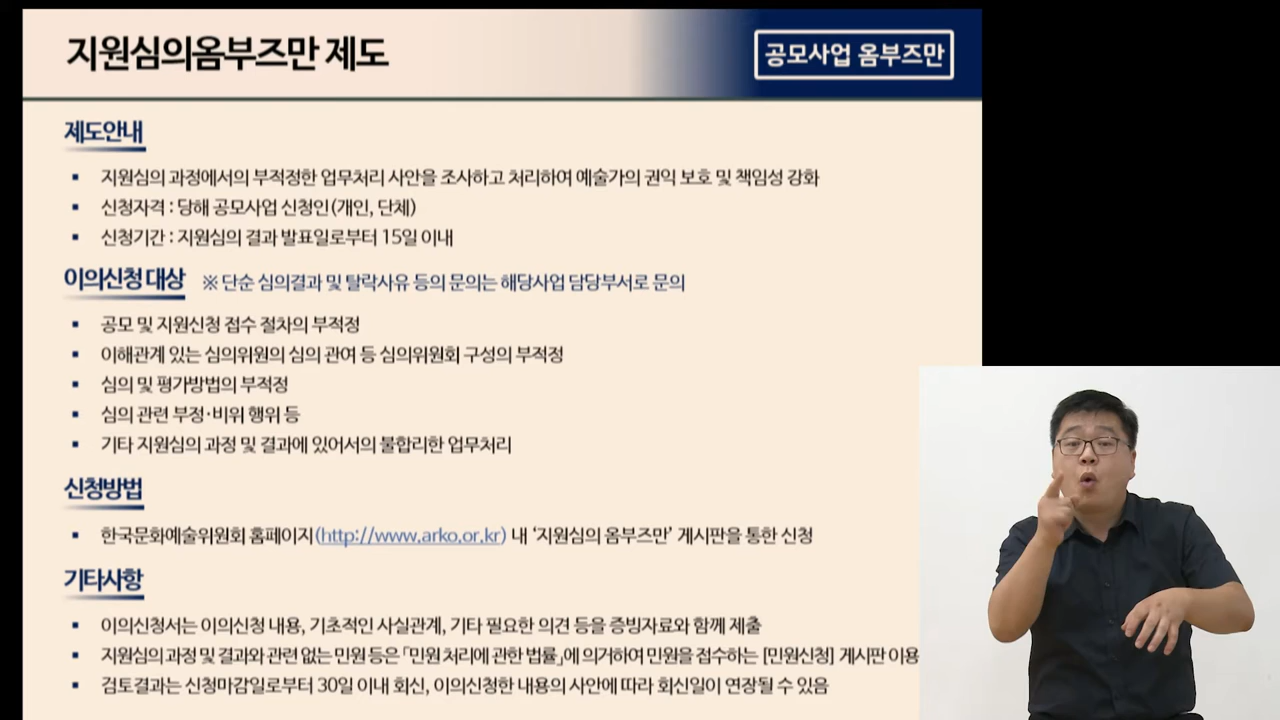 지원심의옴부즈만 제도
공모사업 옴부즈만
제도안내
▪ 지원심의 과정에서의 부적정한 업무처리 사안을 조사하고 처리하여 예술가의 권익 보호 및 책임성 강화
▪ 신청자격 : 당해 공모사업 신청인(개인, 단체)
▪ 신청기간 : 지원심의 결과 발표일로부터 15일 이내
이의신청 대상 ※ 단순 심의결과 및 탈락사유 등의 문의는 해당사업 담당부서로 문의
▪ 공모 및 지원신청 접수 절차의 부적정
▪ 이해관계 있는 심의위원의 심의 관여 등 심의위원회 구성의 부적정
▪ 심의 및 평가방법의 부적정
▪ 심의 관련 부정·비위 행위 등
▪ 기타 지원심의 과정 및 결과에 있어서의 불합리한 업무처리
신청방법
▪ 한국문화예술위원회 홈페이지(http://www.arko.or.kr) 내 ‘지원심의 옴부즈만’ 게시판을 통한 신청
기타사항
▪ 이의신청서는 이의신청 내용, 기초적인 사실관계, 기타 필요한 의견 등을 증빙자료와 함께 제출
▪ 지원심의 과정 및 결과와 관련 없는 민원 등은 「민원 처리에 관한 법률」에 의거하여 민원을 접수하는 [민원신청] 게시판 이용
▪ 검토결과는 신청마감일로부터 30일 이내 회신, 이의신청한 내용의 사안에 따라 회신일이 연장될 수 있음